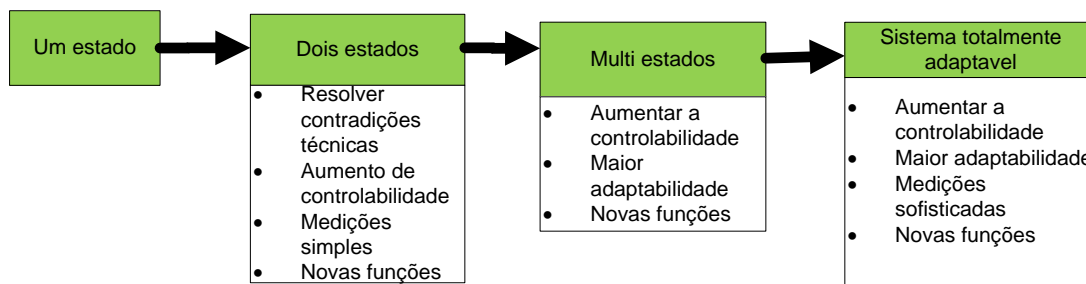 Um estado
Dois estados
• Resolver
contradições
técnicas
• Aumento de
controlabilidade
• Medições
simples
• Novas funções
Multi estados
• Aumentar a
controlabilidade
• Maior
adaptabilidade
• Novas funções
Sistema totalmente
adaptavel
• Aumentar a
controlabilidade
• Maior adaptabilidade
• Medições
sofisticadas
• Novas funções